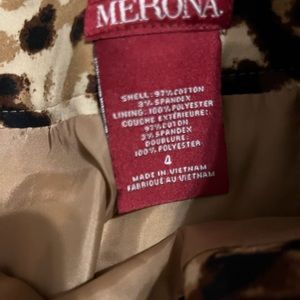 MERONA
SHELL: 97% COTTON
3% SPANDEX
LINING: 100% POLYESTER
COUCHE EXTÉRIEURE:
97% COTON
3% SPANDEX
DOUBLURE:
100% POLYESTER
4
MADE IN VIETNAM
FABRIQUÉ AU VIETNAM